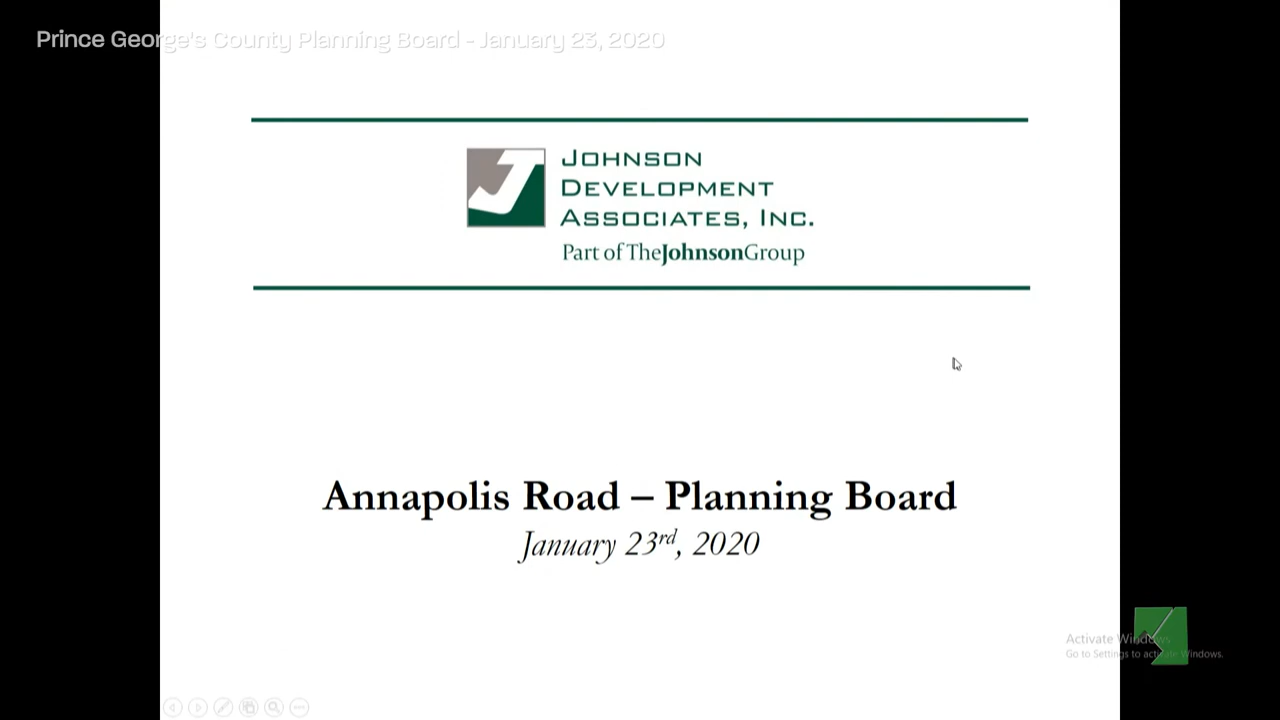 Prince George's County Planning Board - January 23, 2020
JOHNSON
DEVELOPMENT
ASSOCIATES, INC.
Part of TheJohnsonGroup
Annapolis Road – Planning Board
January 23rd, 2020
Activate Windows
Go to Settings to activate Windows.